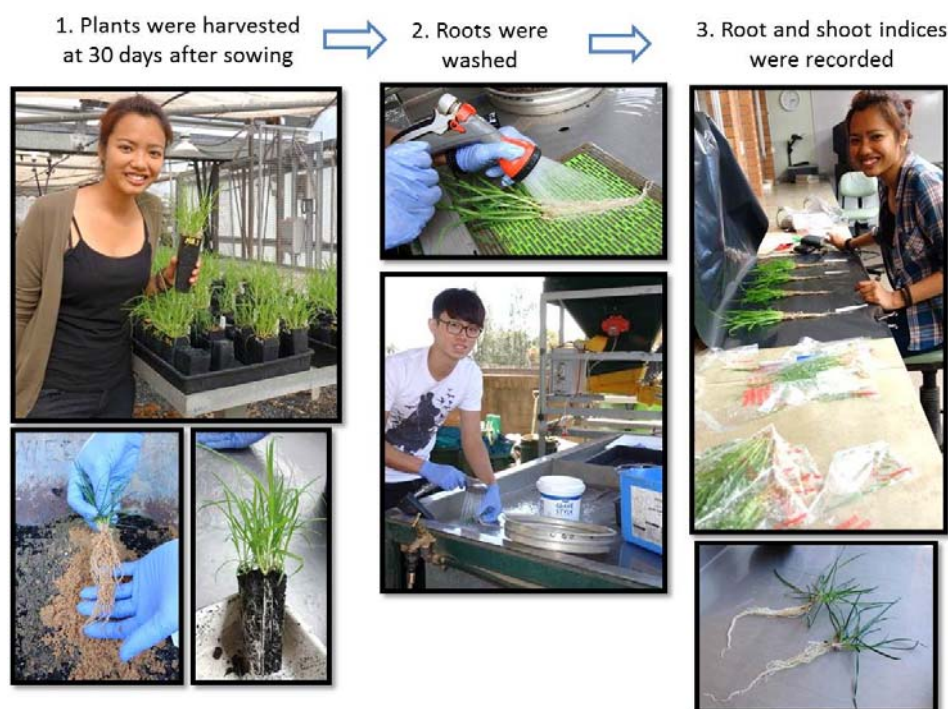 1. Plants were harvested
at 30 days after sowing
2. Roots were
washed
3. Root and shoot indices
were recorded